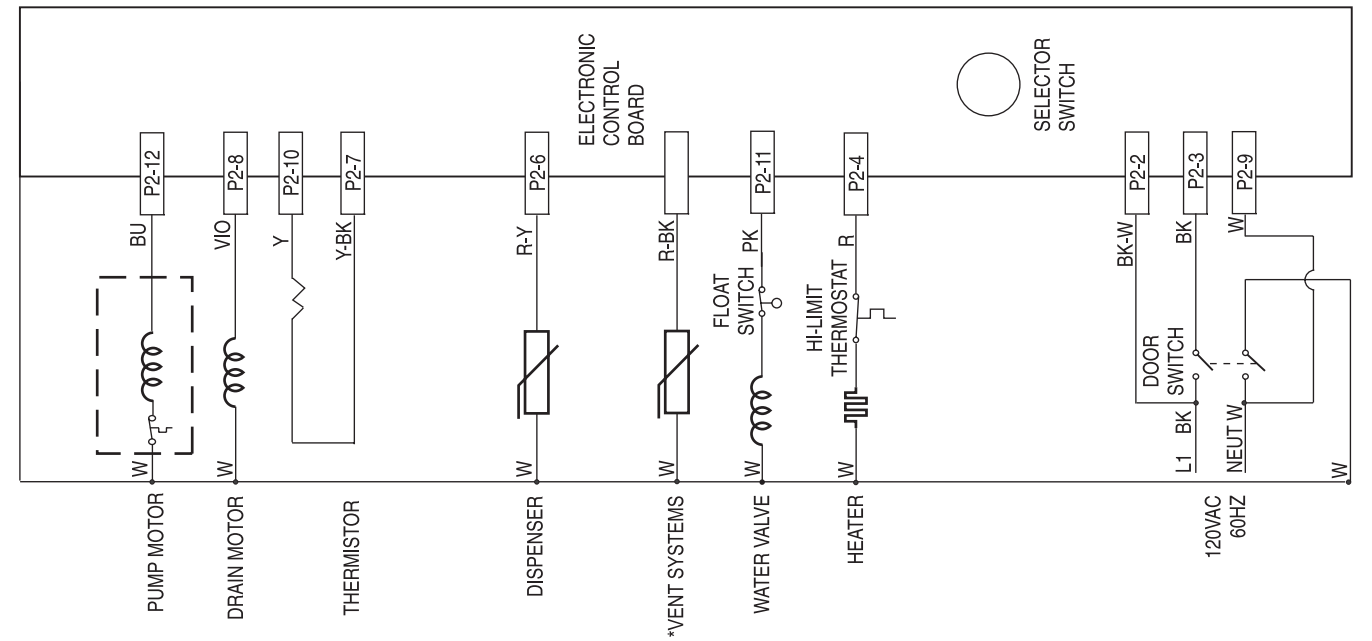 ELECTRONIC
CONTROL
BOARD
SELECTOR
SWITCH
P2-12
P2-8
P2-10
P2-7
P2-6
P2-11
P2-4
P2-2
P2-3
P2-9
BU
VIO
Y
Y-BK
R-Y
R-BK
PK
R
BK-W
BK
W
FLOAT
SWITCH
HI-LIMIT
THERMOSTAT
DOOR
SWITCH
W
W
W
W
W
W
L1 BK
NEUT W
W
PUMP MOTOR
DRAIN MOTOR
THERMISTOR
DISPENSER
*VENT SYSTEMS
WATER VALVE
HEATER
120VAC
60HZ